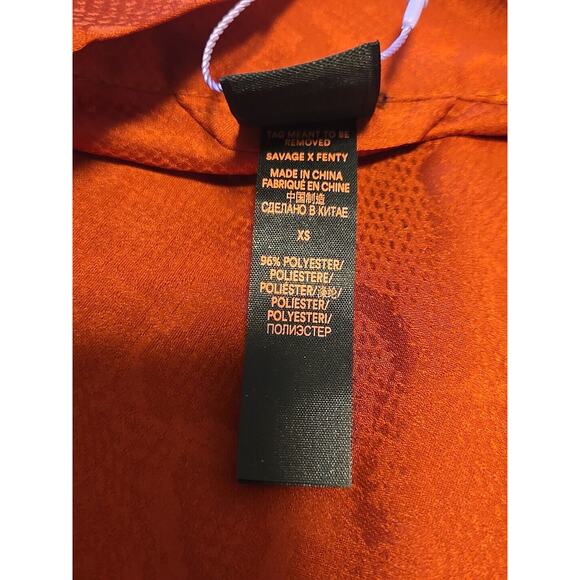 TAG MEANT TO BE
REMOVED
SAVAGE X FENTY
MADE IN CHINA
FABRIQUÉ EN CHINE
中国制造
СДЕЛАНО В КИТАЕ
XS
96% POLYESTER/
POLIESTERE/
POLIÉSTER/涤纶/
POLIESTER/
POLYESTERI/
ПОЛИЭСТЕР